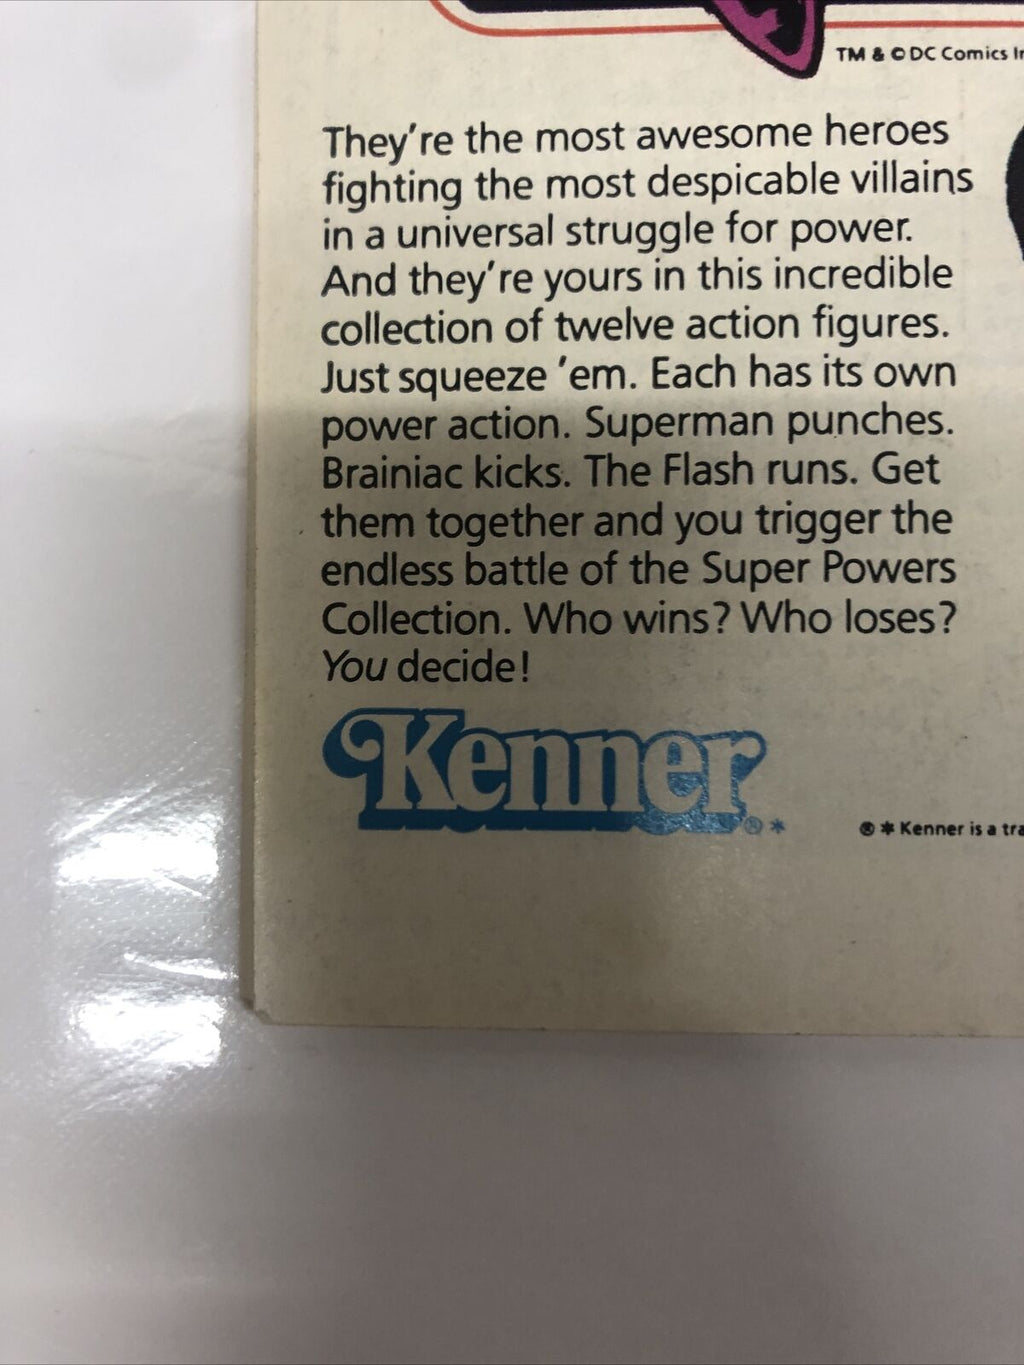 TM & © DC Comics
They're the most awesome heroes
fighting the most despicable villains
in a universal struggle for power.
And they're yours in this incredible
collection of twelve action figures.
Just squeeze 'em. Each has its own
power action. Superman punches.
Brainiac kicks. The Flash runs. Get
them together and you trigger the
endless battle of the Super Powers
Collection. Who wins? Who loses?
You decide!
Kenner ® *
® * Kenner is a